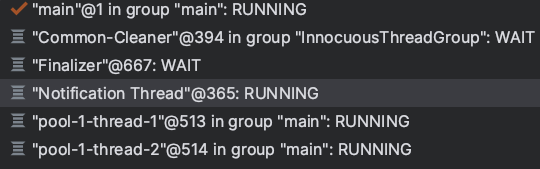 "main"@1 in group "main": RUNNING
"Common-Cleaner"@394 in group "InnocuousThreadGroup": WAIT
"Finalizer"@667: WAIT
"Notification Thread"@365: RUNNING
"pool-1-thread-1"@513 in group "main": RUNNING
"pool-1-thread-2"@514 in group "main": RUNNING